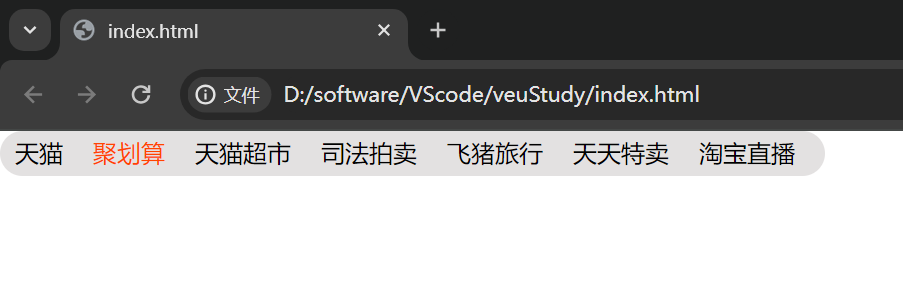 index.html
文件 D:/software/VScode/veuStudy/index.html
天猫 聚划算 天猫超市 司法拍卖 飞猪旅行 天天特卖 淘宝直播